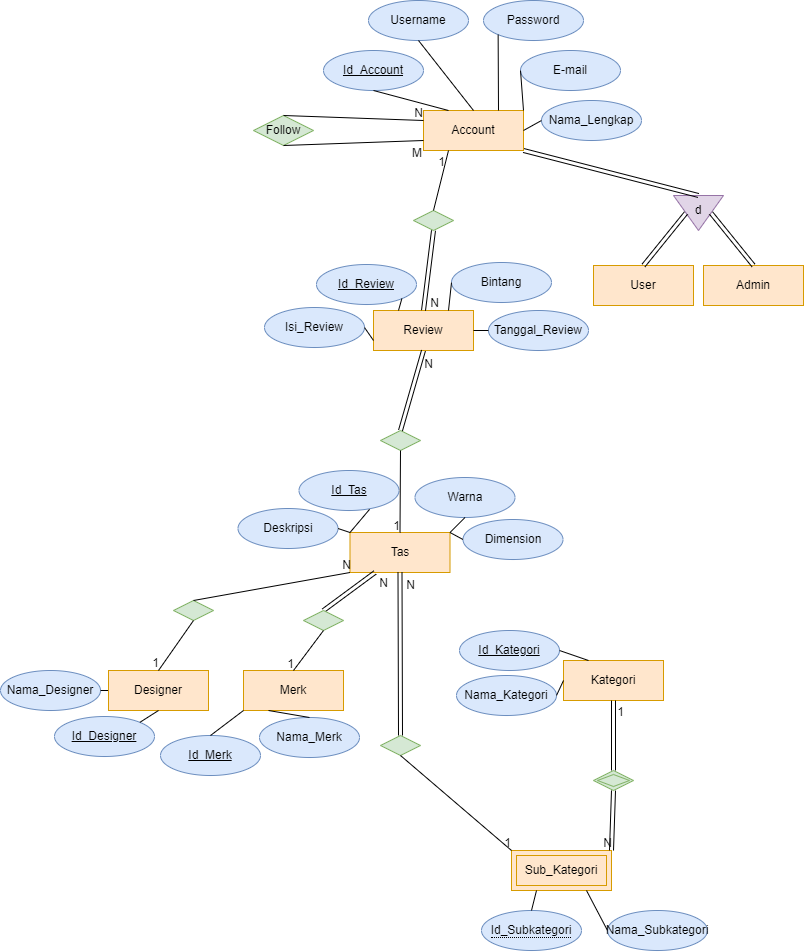 Username
Password
Id_Account
E-mail
Nama_Lengkap
N
Follow
Account
M
1
d
User
Admin
Id_Review
Bintang
N
Isi_Review
Review
Tanggal_Review
N
Id_Tas
Warna
1
Deskripsi
Dimension
Tas
N
N
N
1
1
Id_Kategori
Nama_Designer
Designer
Merk
Nama_Kategori
Kategori
1
Id_Designer
Id_Merk
Nama_Merk
1
N
Sub_Kategori
Id_Subkategori
Nama_Subkategori